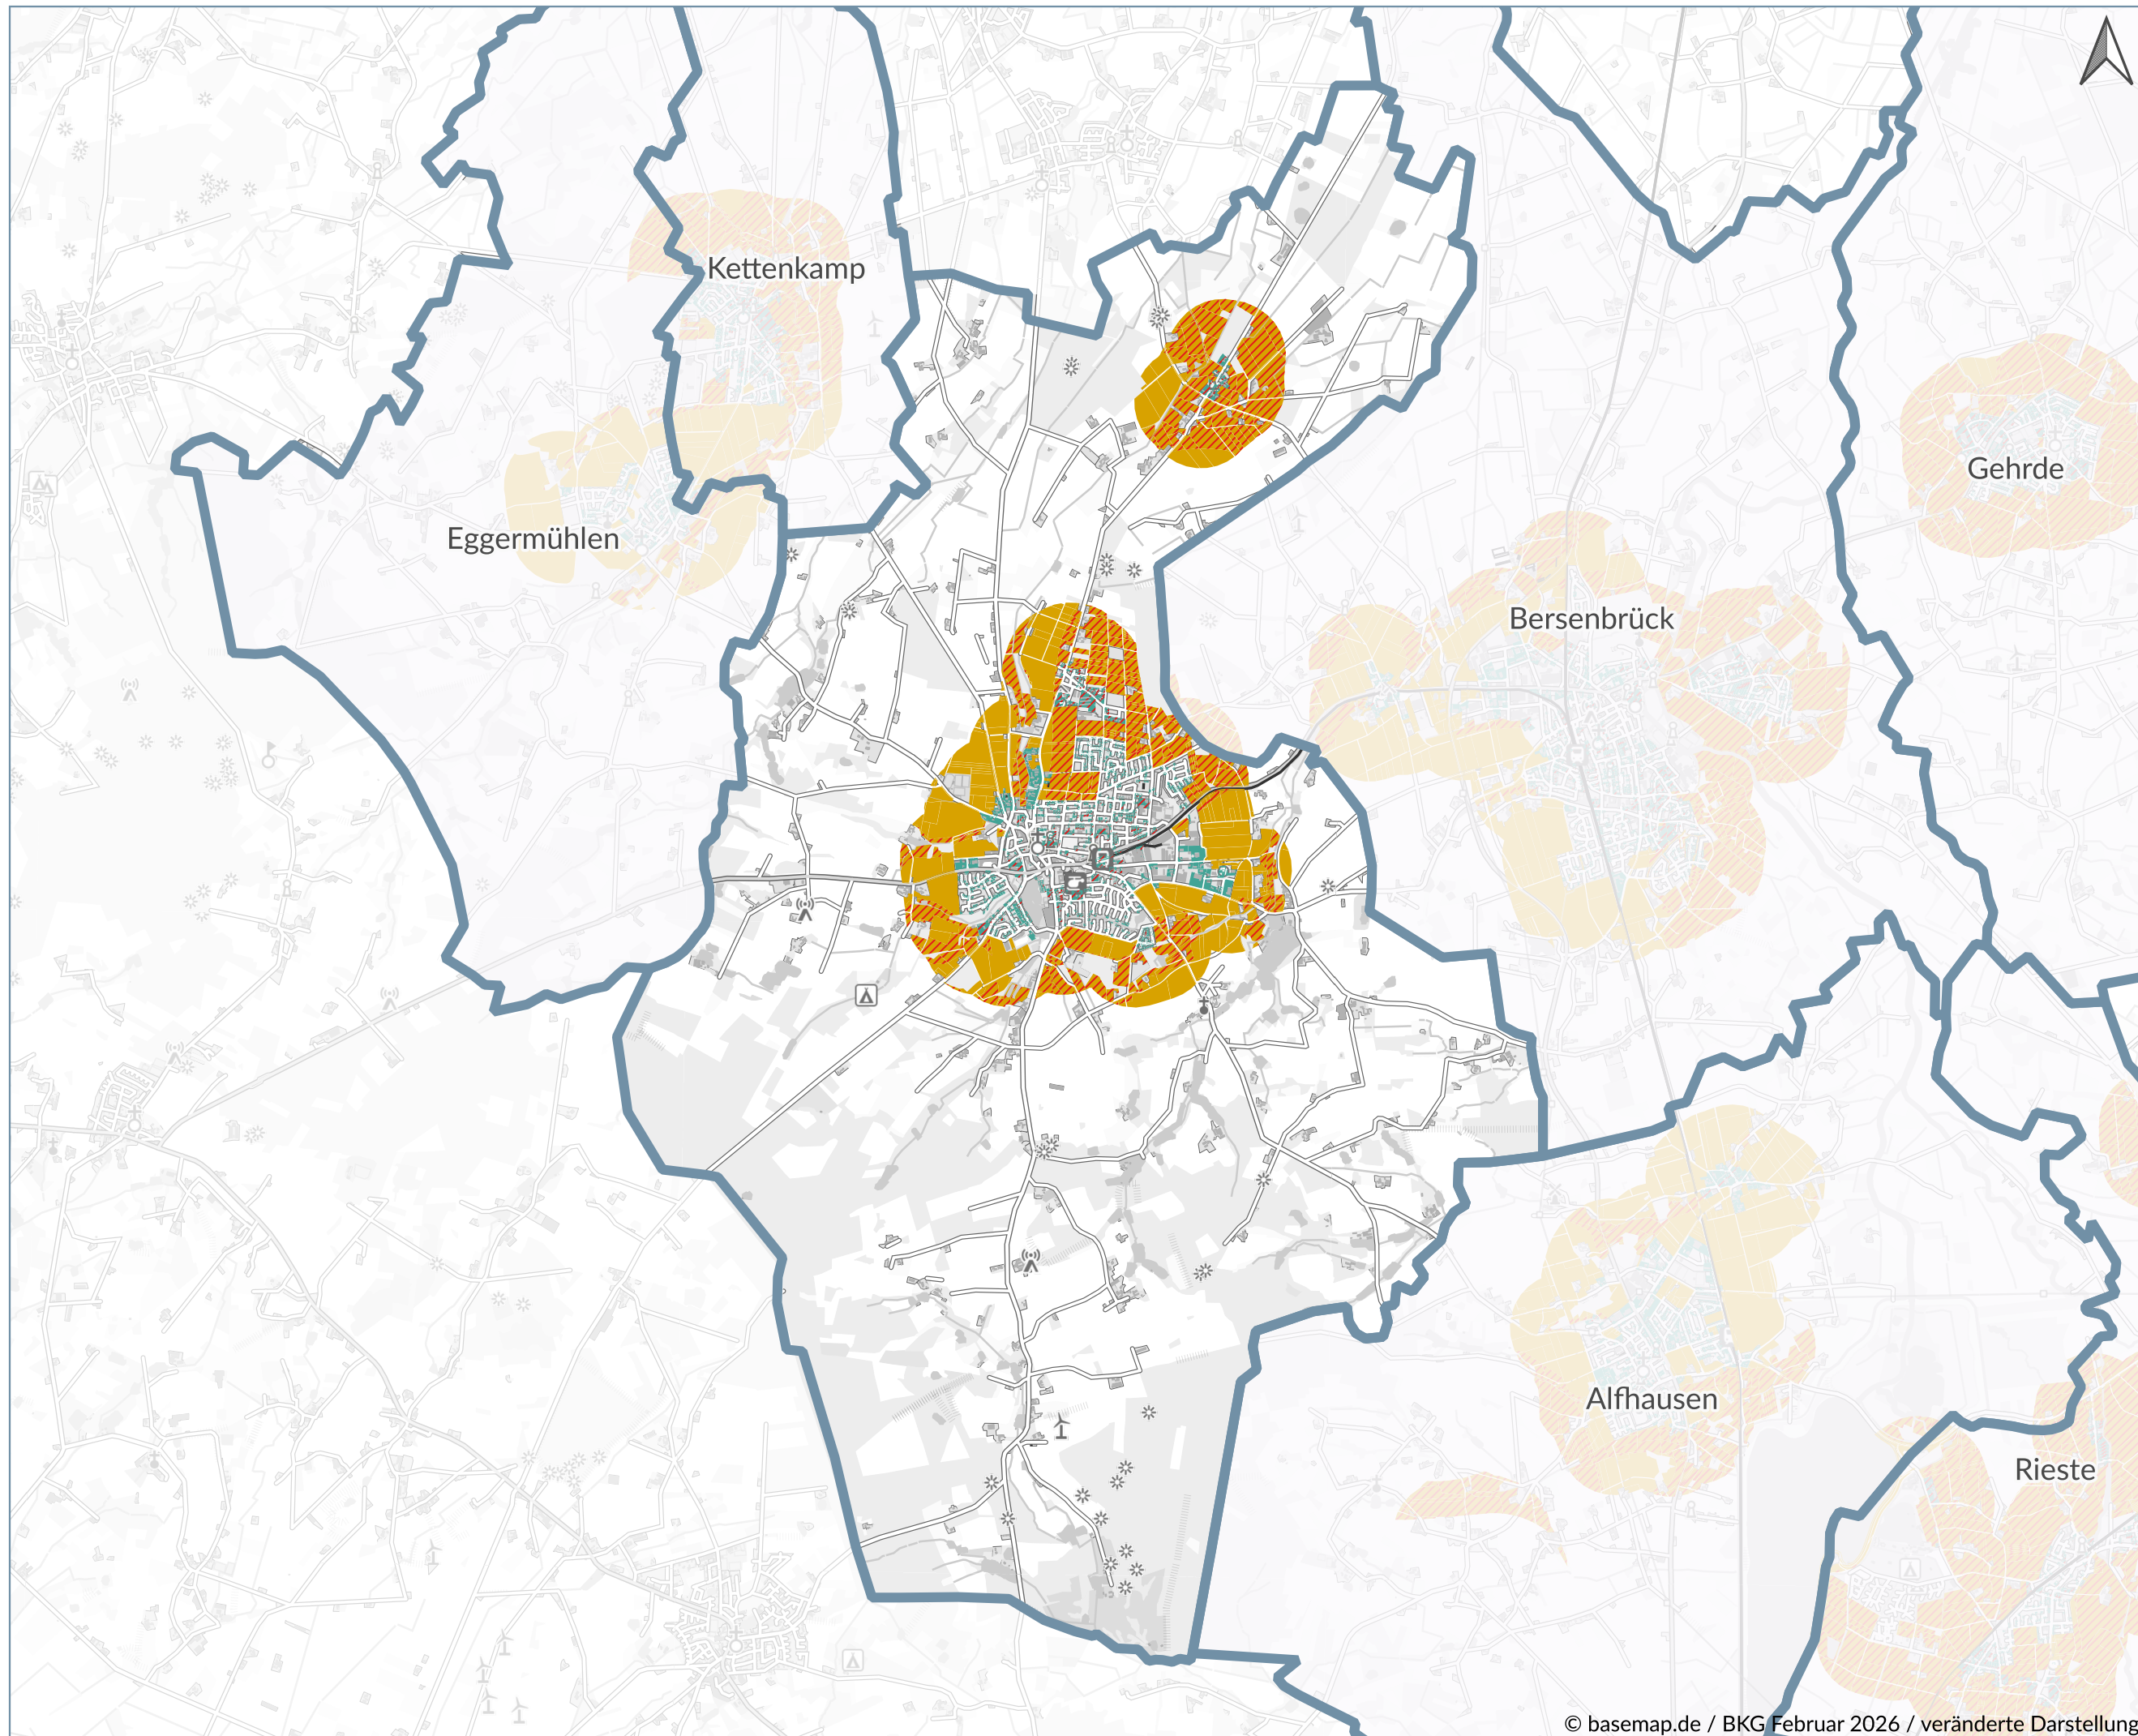 Kettenkamp
Gehrde
Eggermühlen
Bersenbrück
Alfhausen
Rieste
© basemap.de / BKG Februar 2026 / veränderte Darstellung